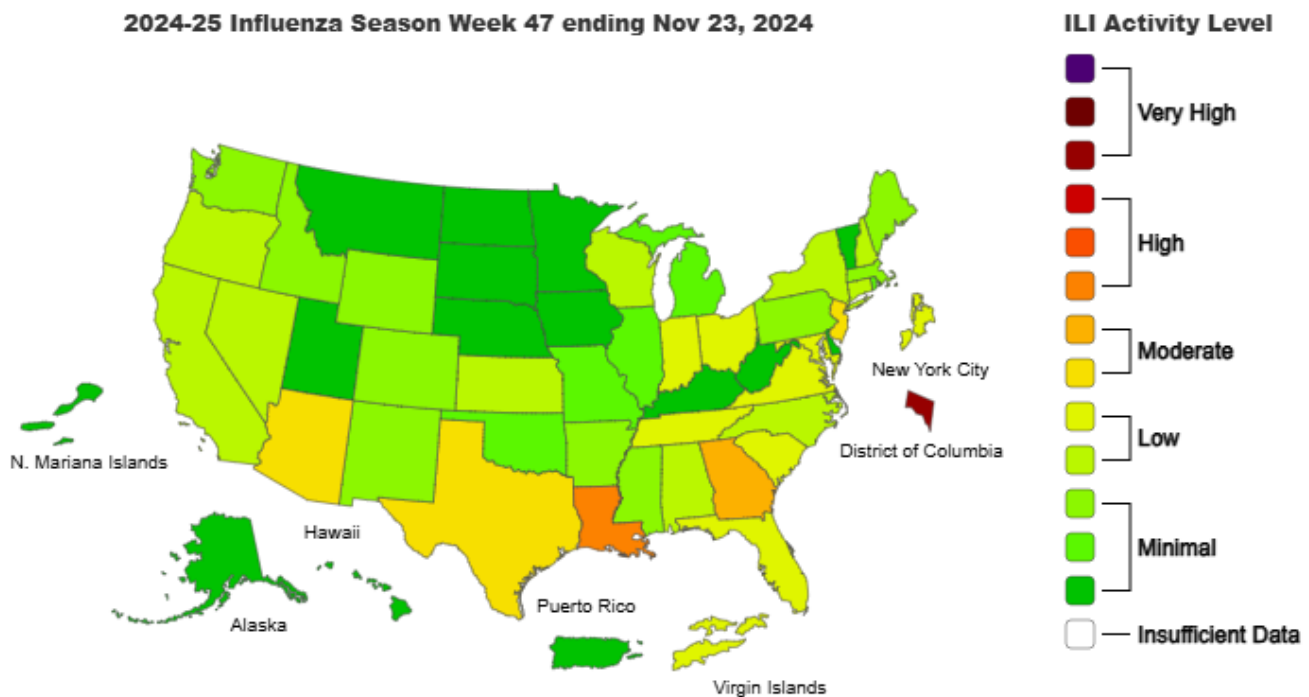 2024-25 Influenza Season Week 47 ending Nov 23, 2024
ILI Activity Level
Very High
High
Moderate
Low
Minimal
Insufficient Data
New York City
District of Columbia
N. Mariana Islands
Hawaii
Alaska
Puerto Rico
Virgin Islands